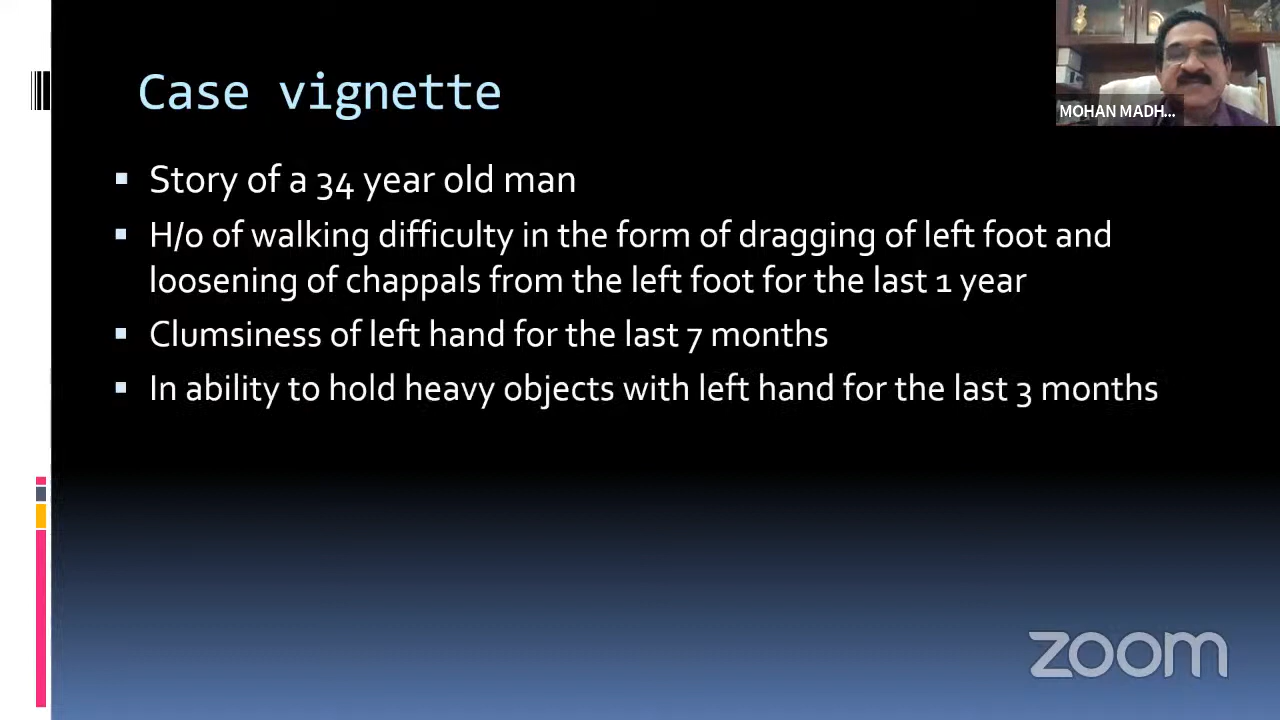 Case vignette
MOHAN MADH...
Story of a 34 year old man
H/o of walking difficulty in the form of dragging of left foot and
loosening of chappals from the left foot for the last 1 year
Clumsiness of left hand for the last 7 months
In ability to hold heavy objects with left hand for the last 3 months
zoom